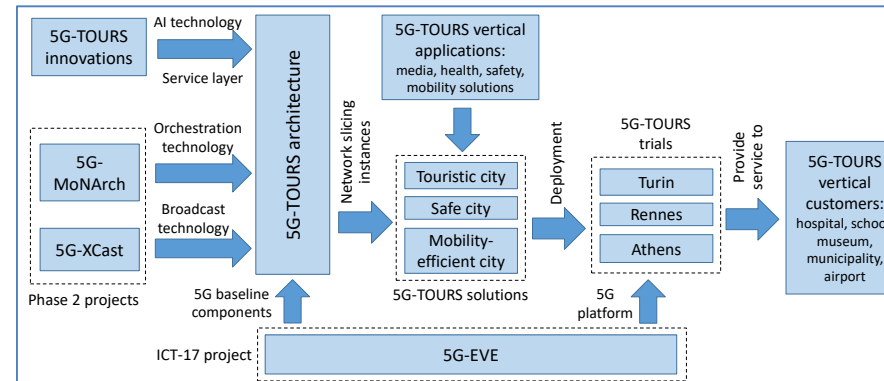 5G-TOURS
innovations
AI technology
Service layer
5G-TOURS architecture
5G-TOURS vertical
applications:
media, health, safety,
mobility solutions
5G-
MoNArch
5G-XCast
Phase 2 projects
Orchestration
technology
Broadcast
technology
Network slicing
instances
Touristic city
Safe city
Mobility-
efficient city
5G-TOURS solutions
Deployment
5G-TOURS
trials
Turin
Rennes
Athens
Provide
service to
5G-TOURS
vertical
customers:
hospital, school,
museum,
municipality,
airport
5G baseline
components
5G
platform
ICT-17 project
5G-EVE